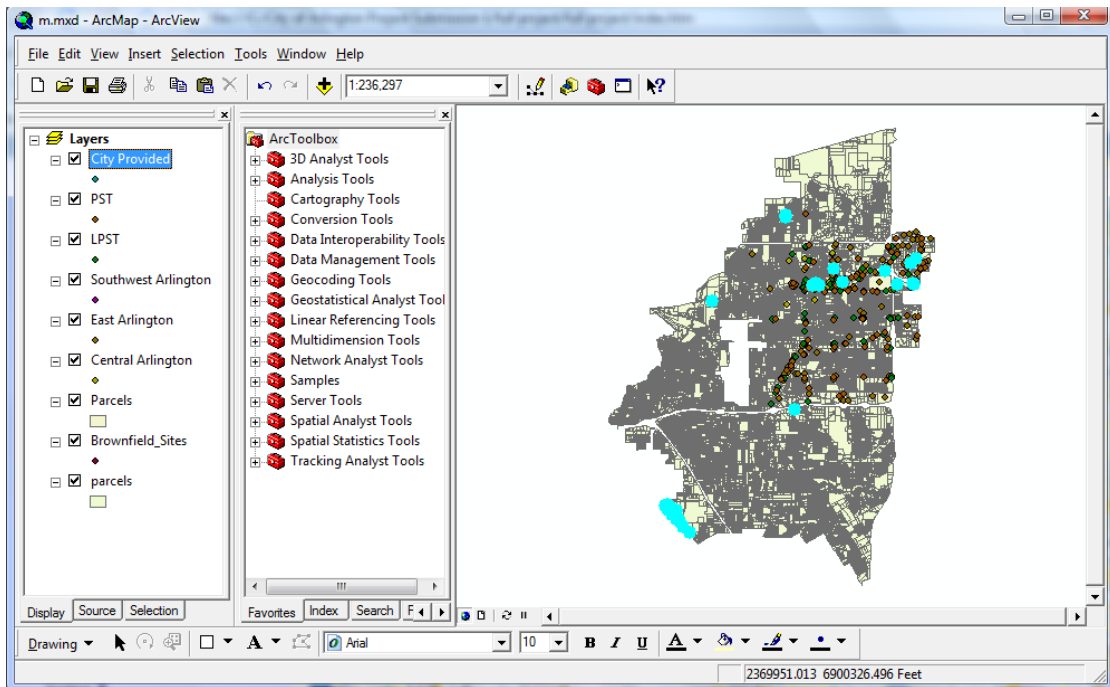 m.mxd - ArcMap - ArcView
File Edit View Insert Selection Tools Window Help
1:236,297
Layers
City Provided
PST
LPST
Southwest Arlington
East Arlington
Central Arlington
Parcels
Brownfield_Sites
parcels
Display Source Selection
ArcToolbox
3D Analyst Tools
Analysis Tools
Cartography Tools
Conversion Tools
Data Interoperability Tools
Data Management Tools
Geocoding Tools
Geostatistical Analyst Tool
Linear Referencing Tools
Multidimension Tools
Network Analyst Tools
Samples
Server Tools
Spatial Analyst Tools
Spatial Statistics Tools
Tracking Analyst Tools
Favorites Index Search
Drawing A Arial 10 B I U A
2369951.013 6900326.496 Feet